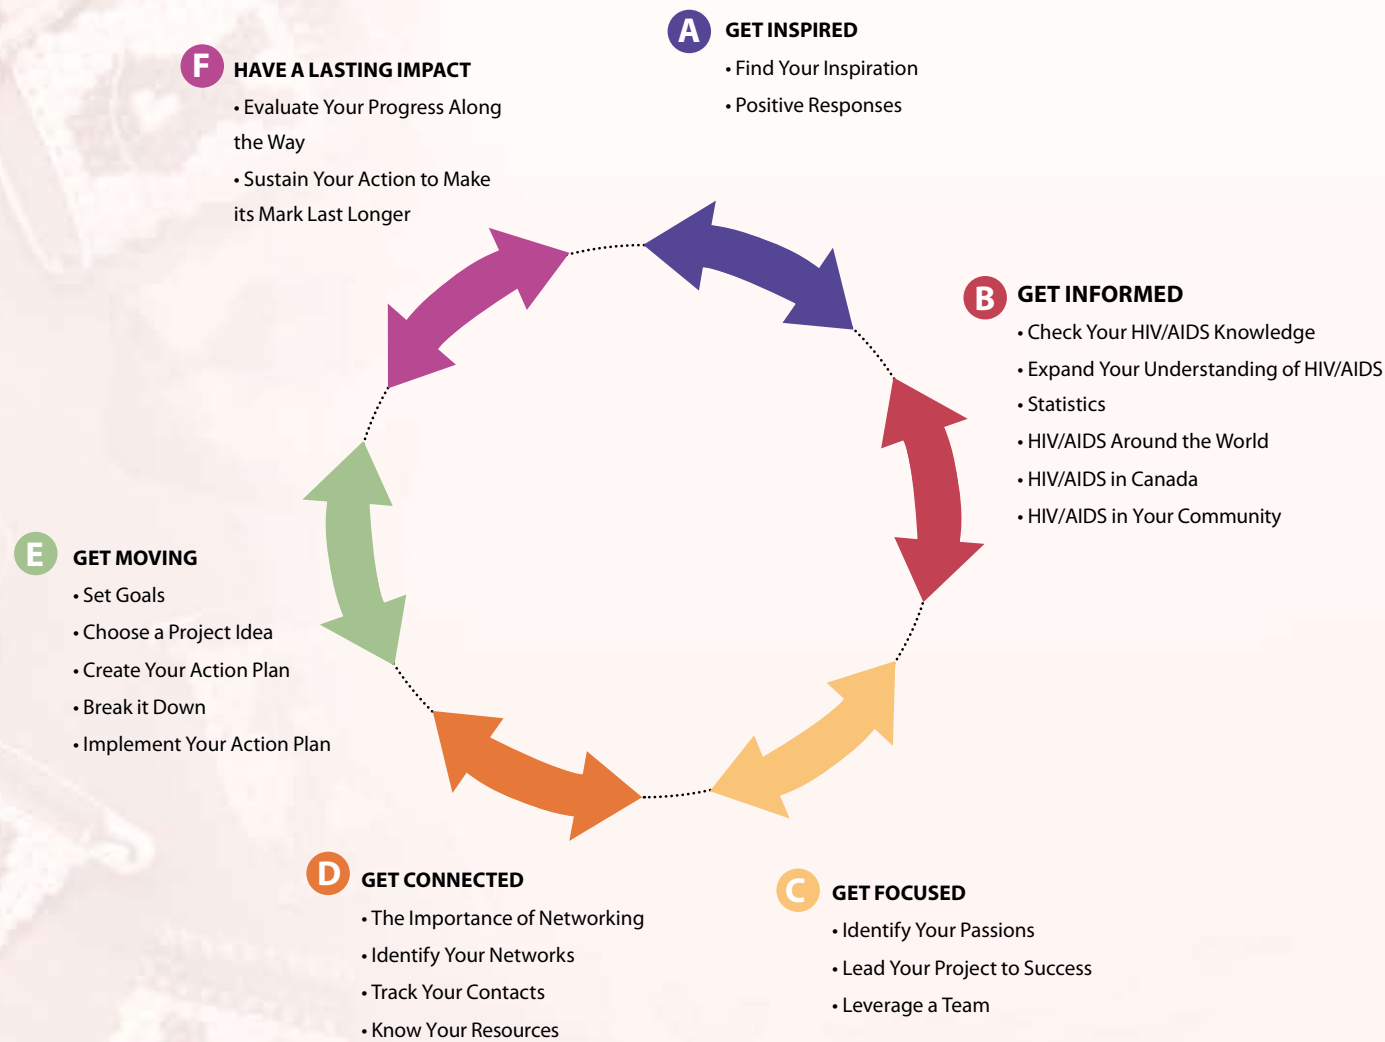 A GET INSPIRED
• Find Your Inspiration
• Positive Responses
B GET INFORMED
• Check Your HIV/AIDS Knowledge
• Expand Your Understanding of HIV/AIDS
• Statistics
• HIV/AIDS Around the World
• HIV/AIDS in Canada
• HIV/AIDS in Your Community
C GET FOCUSED
• Identify Your Passions
• Lead Your Project to Success
• Leverage a Team
D GET CONNECTED
• The Importance of Networking
• Identify Your Networks
• Track Your Contacts
• Know Your Resources
E GET MOVING
• Set Goals
• Choose a Project Idea
• Create Your Action Plan
• Break it Down
• Implement Your Action Plan
F HAVE A LASTING IMPACT
• Evaluate Your Progress Along
the Way
• Sustain Your Action to Make
its Mark Last Longer